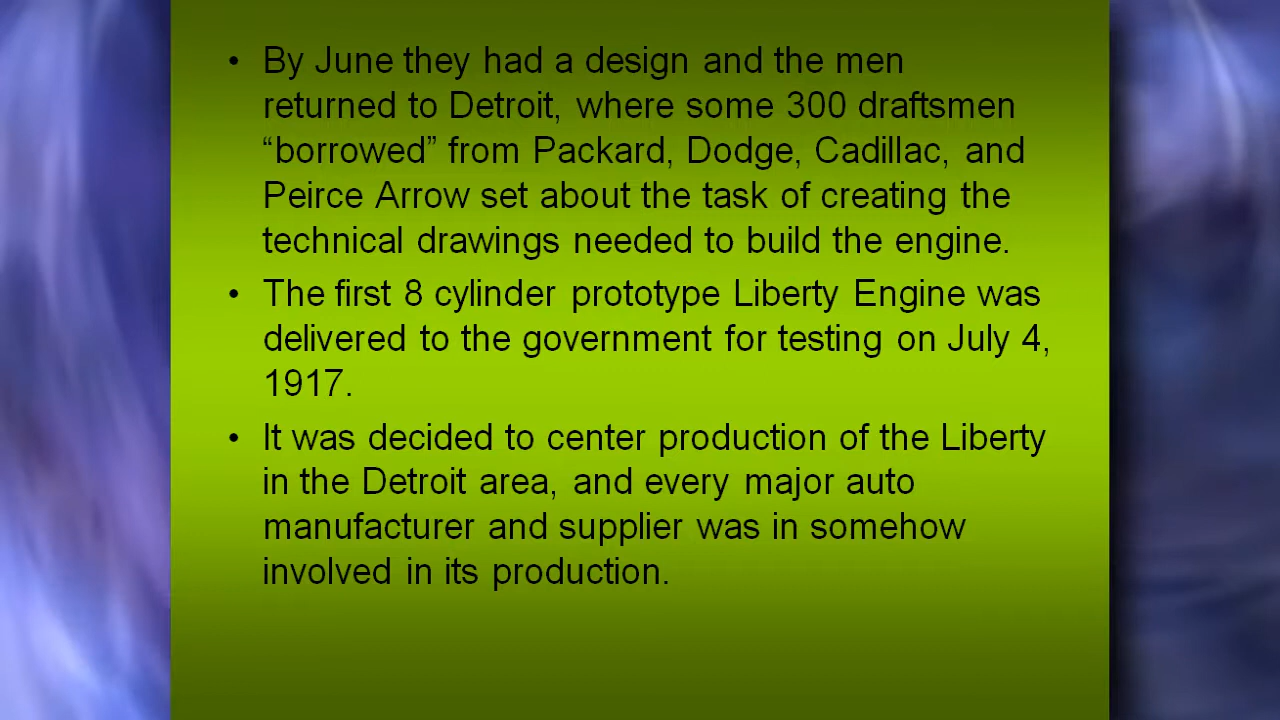 • By June they had a design and the men
returned to Detroit, where some 300 draftsmen
“borrowed” from Packard, Dodge, Cadillac, and
Peirce Arrow set about the task of creating the
technical drawings needed to build the engine.
• The first 8 cylinder prototype Liberty Engine was
delivered to the government for testing on July 4,
1917.
• It was decided to center production of the Liberty
in the Detroit area, and every major auto
manufacturer and supplier was in somehow
involved in its production.